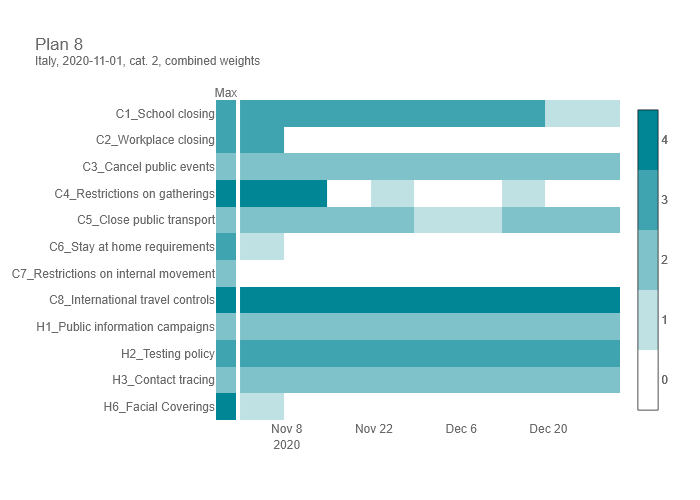 Plan 8
Italy, 2020-11-01, cat. 2, combined weights
Max
C1_School closing
C2_Workplace closing
C3_Cancel public events
C4_Restrictions on gatherings
C5_Close public transport
C6_Stay at home requirements
C7_Restrictions on internal movement
C8_International travel controls
H1_Public information campaigns
H2_Testing policy
H3_Contact tracing
H6_Facial Coverings
Nov 8 Nov 22 Dec 6 Dec 20
2020
4
3
2
1
0